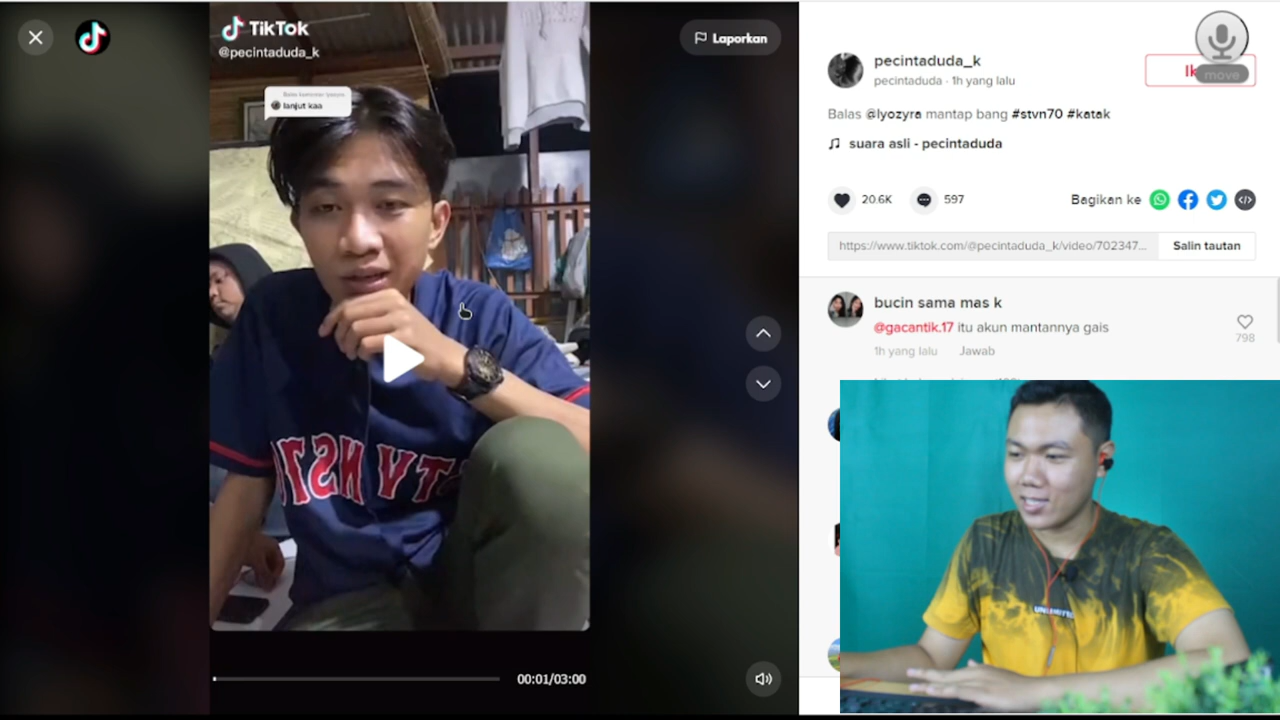 TikTok
@pecintaduda_k
Laporkan
lanjut kaa
00:01/03:00
pecintaduda_k
pecintaduda · 1h yang lalu
Ik
move
Balas @lyozyra mantap bang #stvn70 #katak
suara asli - pecintaduda
20.6K
597
Bagikan ke
https://www.tiktok.com/@pecintaduda_k/video/702347...
Salin tautan
bucin sama mas k
@gacantik.17 itu akun mantannya gais
798
1h yang lalu
Jawab